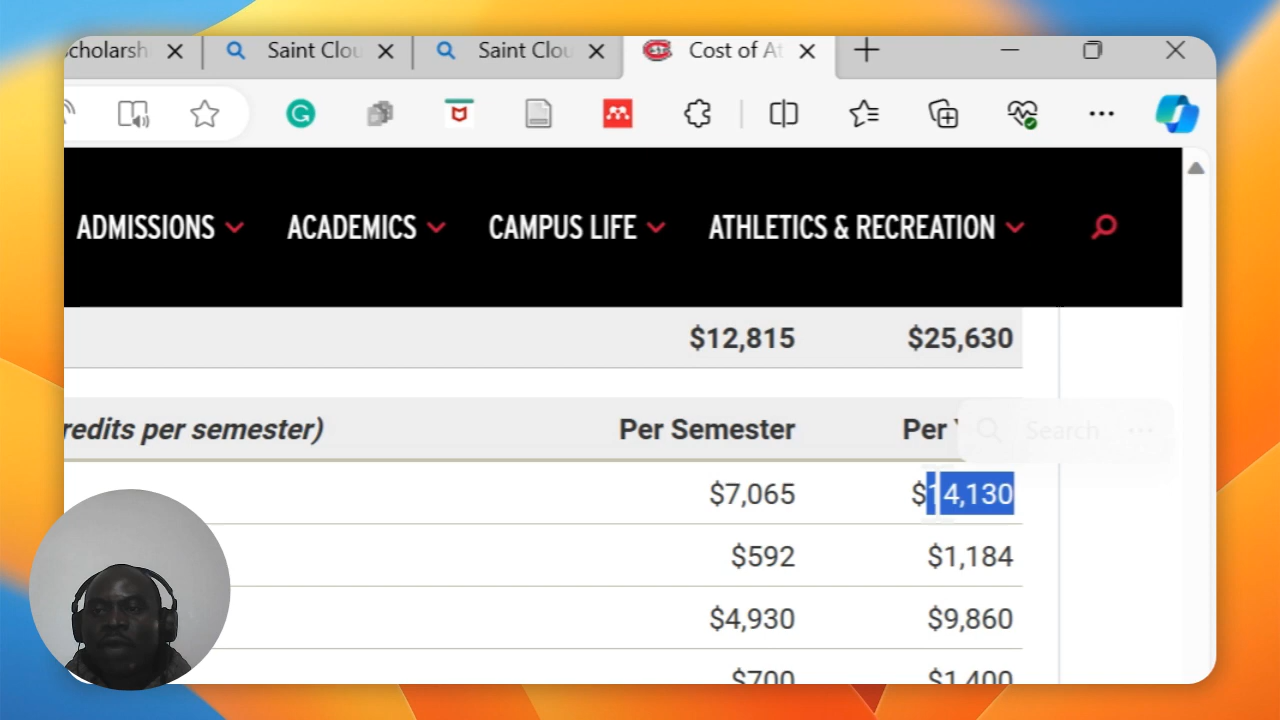 cholarsh
Saint Clou
Saint Clou
Cost of At
ADMISSIONS
ACADEMICS
CAMPUS LIFE
ATHLETICS & RECREATION
$12,815 $25,630
redits per semester) Per Semester Per
Search
$7,065 $14,130
$592 $1,184
$4,930 $9,860
$700 $1,400